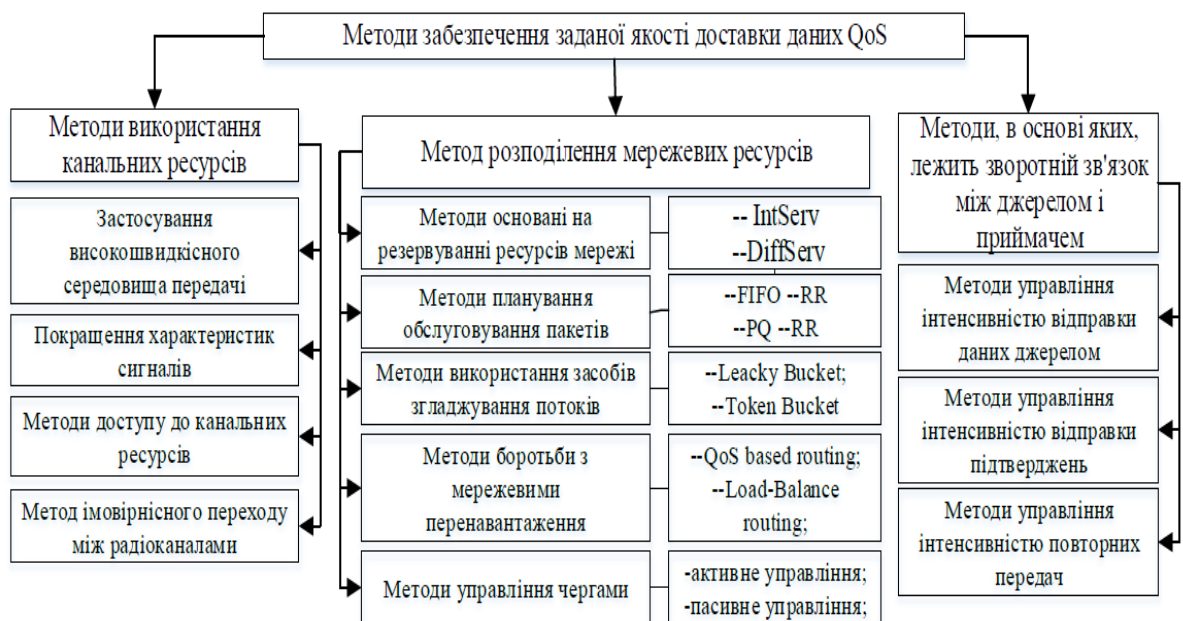 Методи забезпечення заданої якості доставки даних QoS
Методи використання
канальних ресурсів
Застосування
високошвидкісного
середовища передачі
Покращення характеристик
сигналів
Методи доступу до канальних
ресурсів
Метод імовірнісного переходу
між радіоканалами
Метод розподілення мережевих ресурсів
Методи основані на
резервуванні ресурсів мережі
-- IntServ
--DiffServ
Методи планування
обслуговування пакетів
--FIFO --RR
--PQ --RR
Методи використання засобів
згладжування потоків
--Leacky Bucket;
--Token Bucket
Методи боротьби з
мережевими
перенавантаження
--QoS based routing;
--Load-Balance
routing;
Методи управління чергами
-активне управління;
-пасивне управління;
Методи, в основі яких,
лежить зворотній зв'язок
між джерелом і
приймачем
Методи управління
інтенсивністю відправки
даних джерелом
Методи управління
інтенсивністю відправки
підтверджень
Методи управління
інтенсивністю повторних
передач